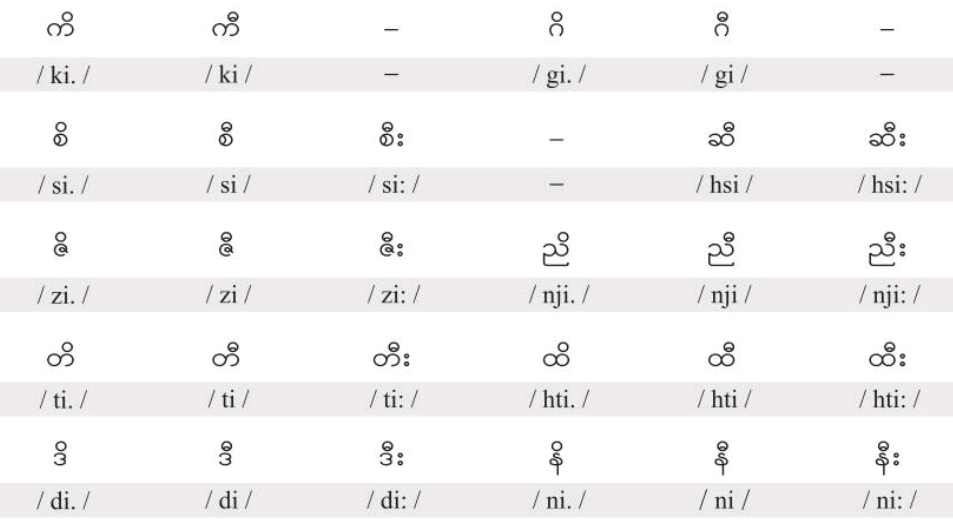 ကိ ကီ – ဂိ ဂီ –
/ ki. / / ki / – / gi. / / gi / –
စိ စီ စီး – ဆီ ဆီး
/ si. / / si / / si: / – / hsi / / hsi: /
ဇိ ဇီ ဇီး ညိ ညီ ညီး
/ zi. / / zi / / zi: / / nji. / / nji / / nji: /
တိ တီ တီး ထိ ထီ ထီး
/ ti. / / ti / / ti: / / hti. / / hti / / hti: /
ဒိ ဒီ ဒီး နိ နီ နီး
/ di. / / di / / di: / / ni. / / ni / / ni: /